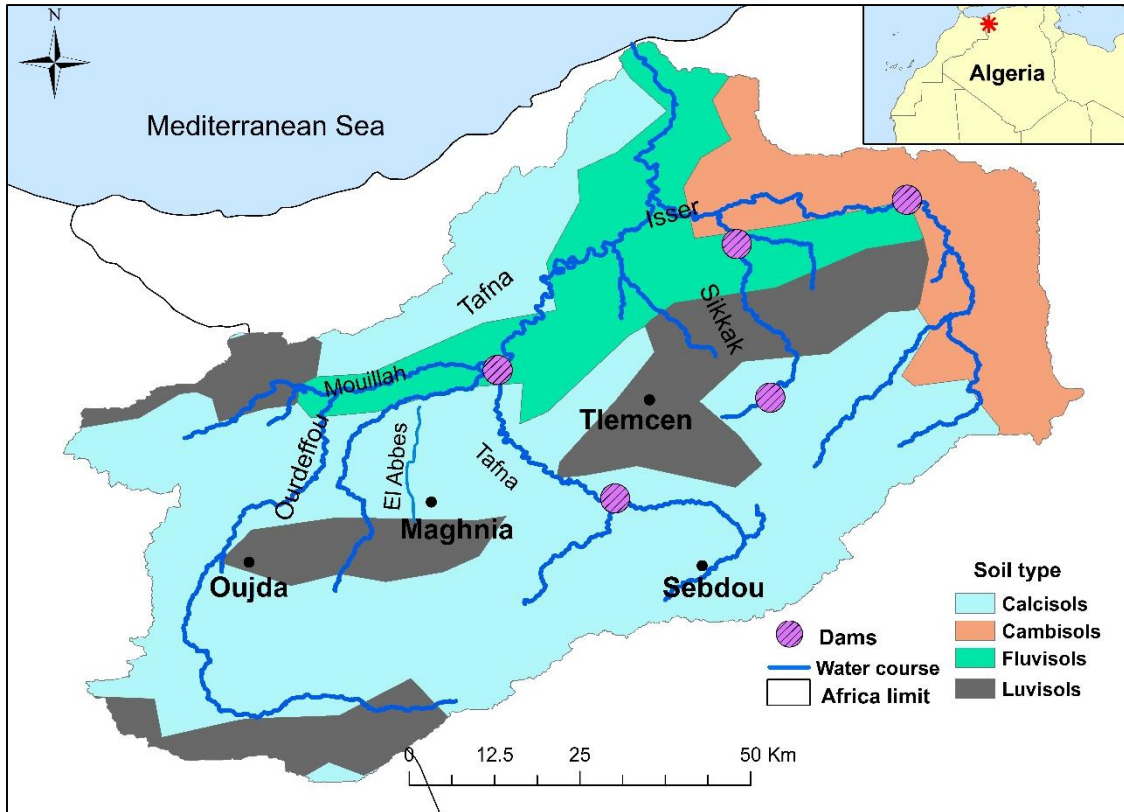 N
Algeria
Mediterranean Sea
Isser
Tafna
Sikkak
Mouillah
Tlemcen
Ourdeffou
El Abbes
Tafna
Maghnia
Oujda
Sebdou
Soil type
Calcisols
Cambisols
Fluvisols
Luvisols
Dams
Water course
Africa limit
0 12.5 25 50 Km